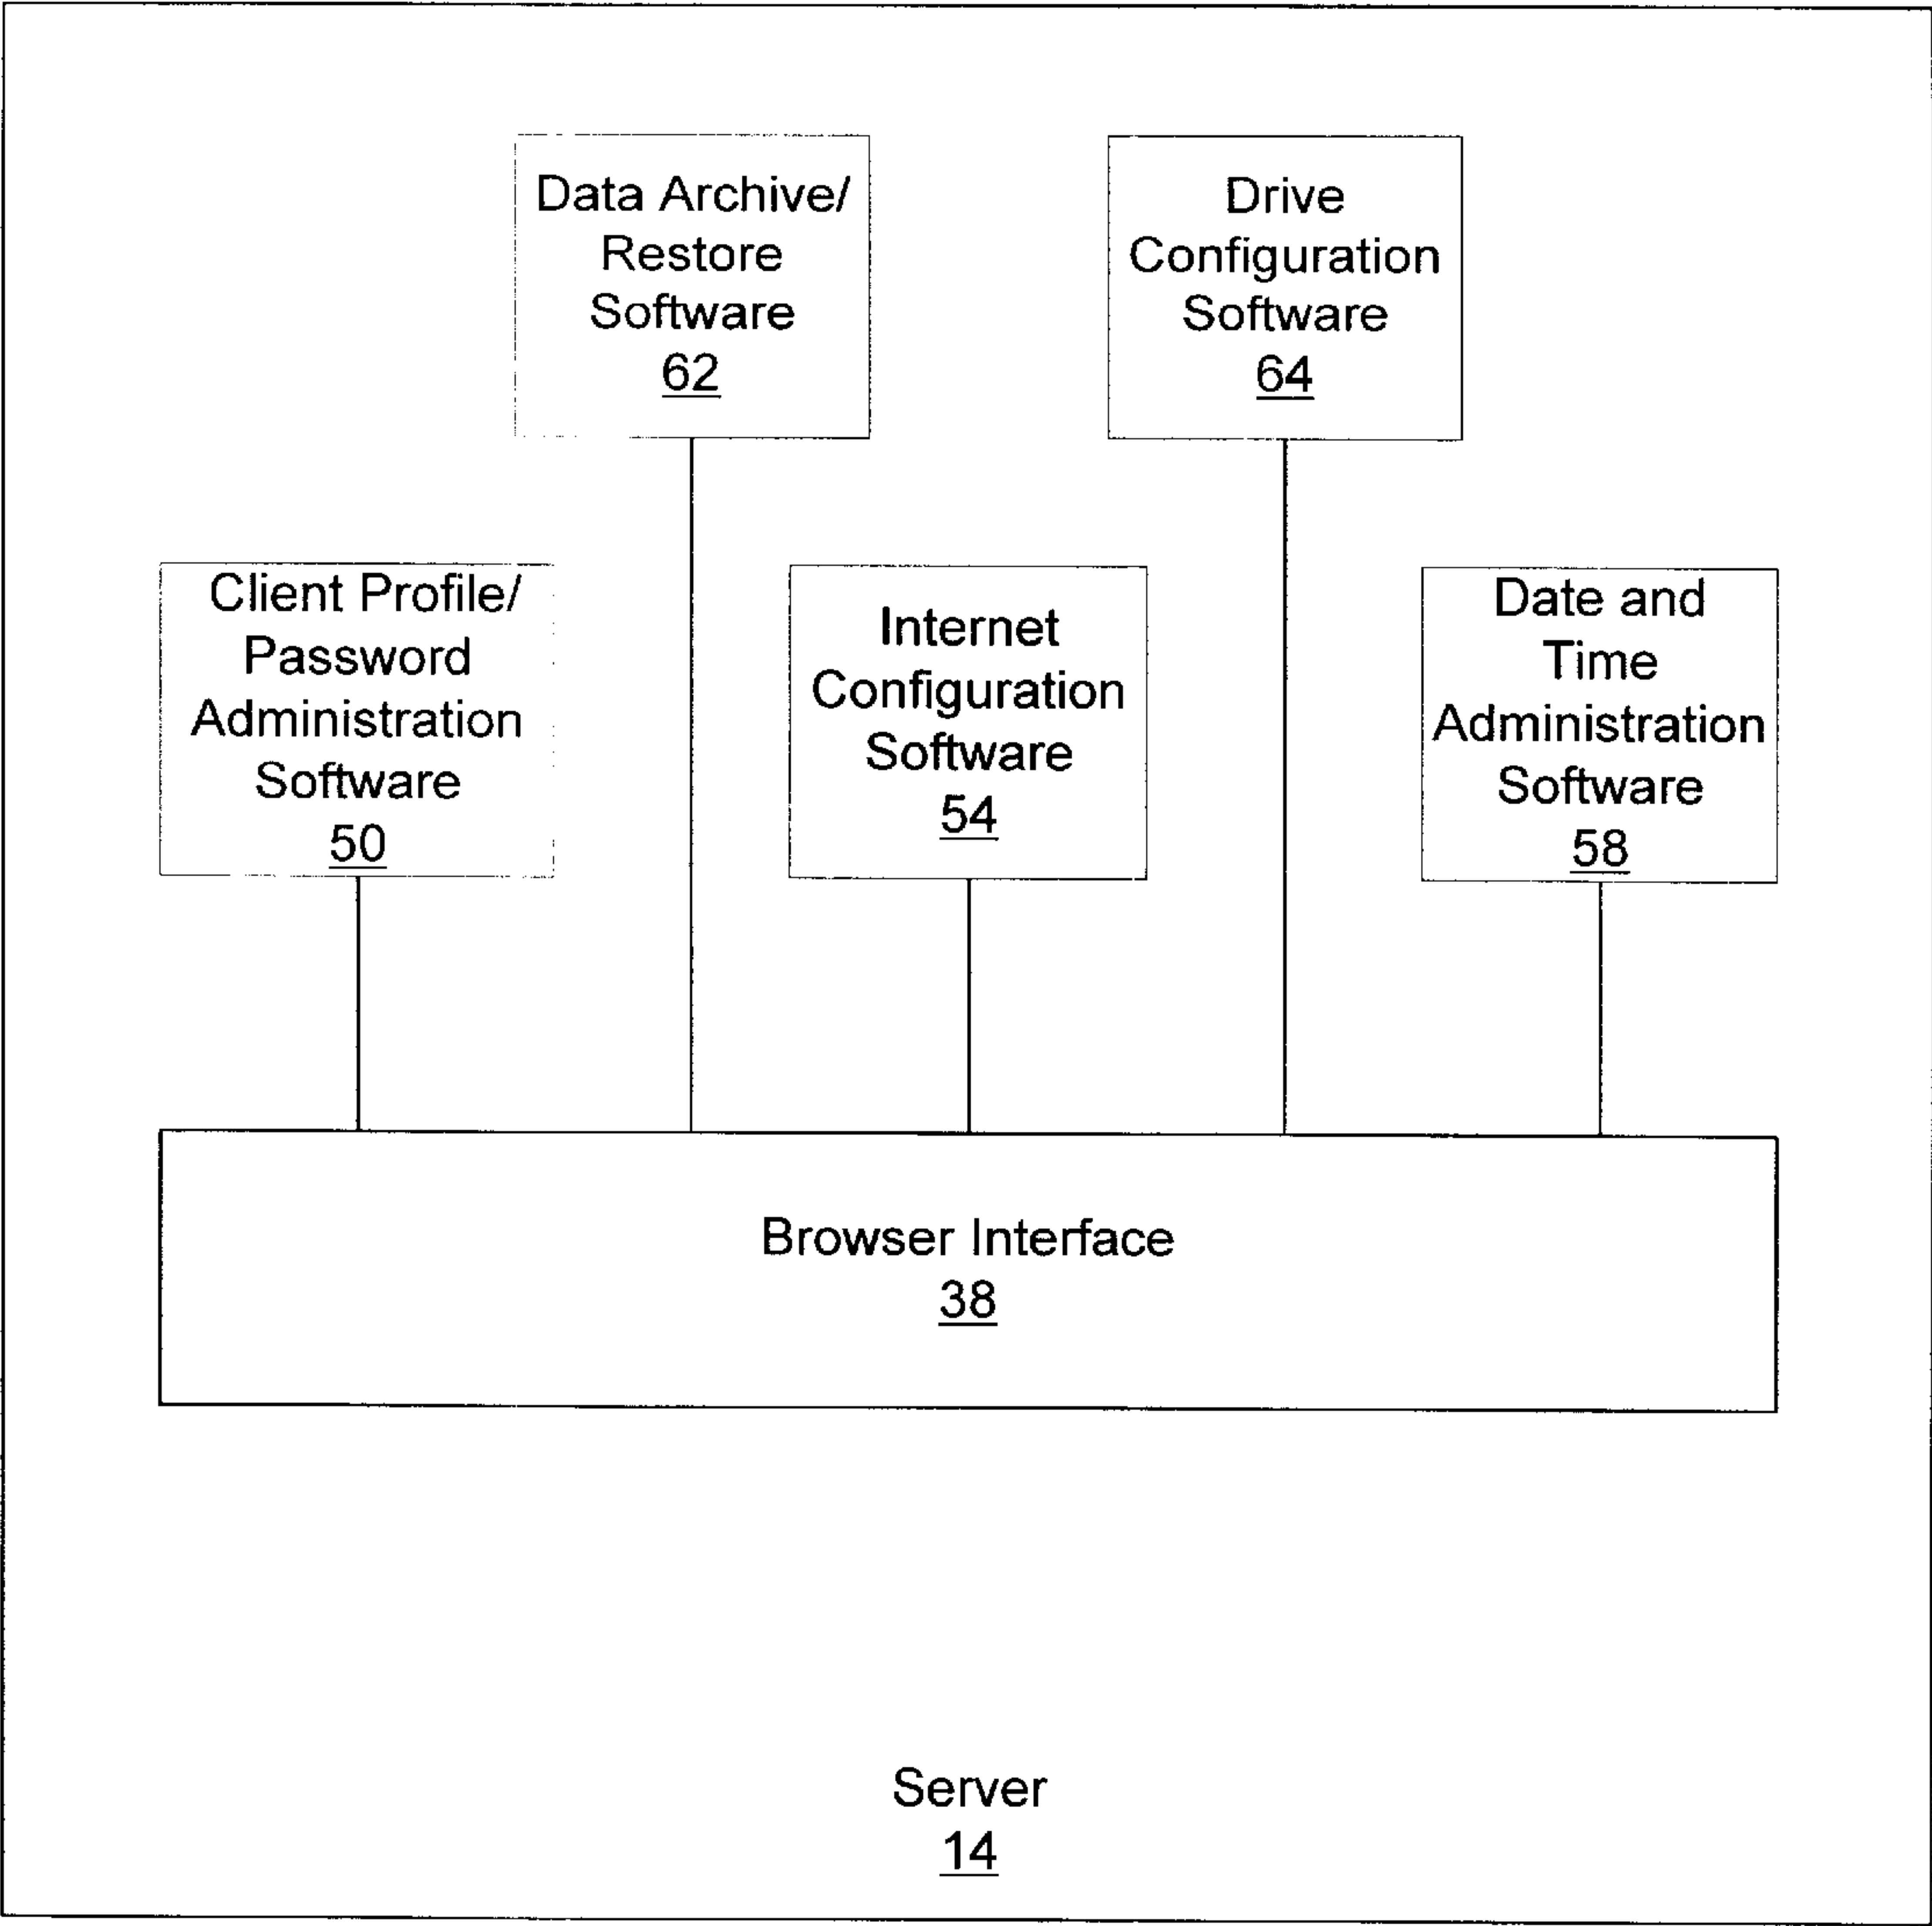 Data Archive/
Restore
Software
62
Drive
Configuration
Software
64
Client Profile/
Password
Administration
Software
50
Internet
Configuration
Software
54
Date and
Time
Administration
Software
58
Browser Interface
38
Server
14